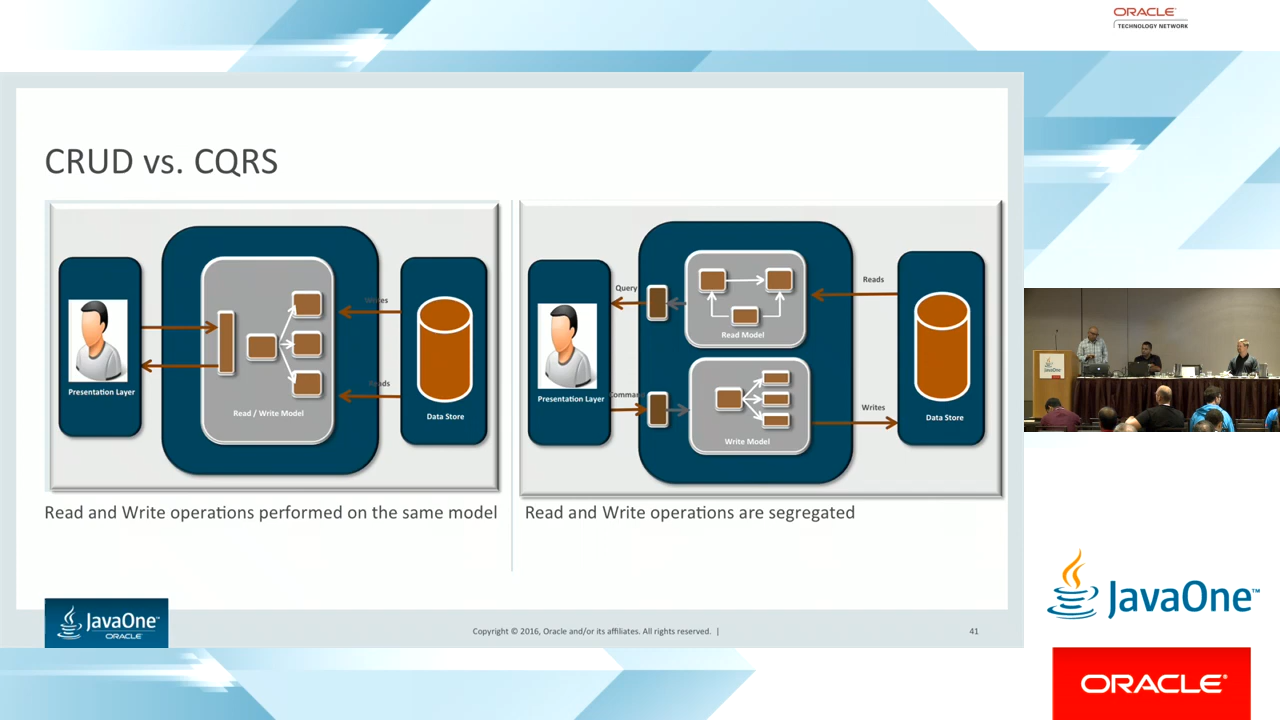 ORACLE
TECHNOLOGY NETWORK
CRUD vs. CQRS
Presentation Layer
Read / Write Model
Writes
Reads
Data Store
Read and Write operations performed on the same model
Query
Presentation Layer
Read Model
Write Model
Reads
Writes
Data Store
Read and Write operations are segregated
JavaOne™
ORACLE
Copyright © 2016, Oracle and/or its affiliates. All rights reserved. |
41
JavaOne™
ORACLE®